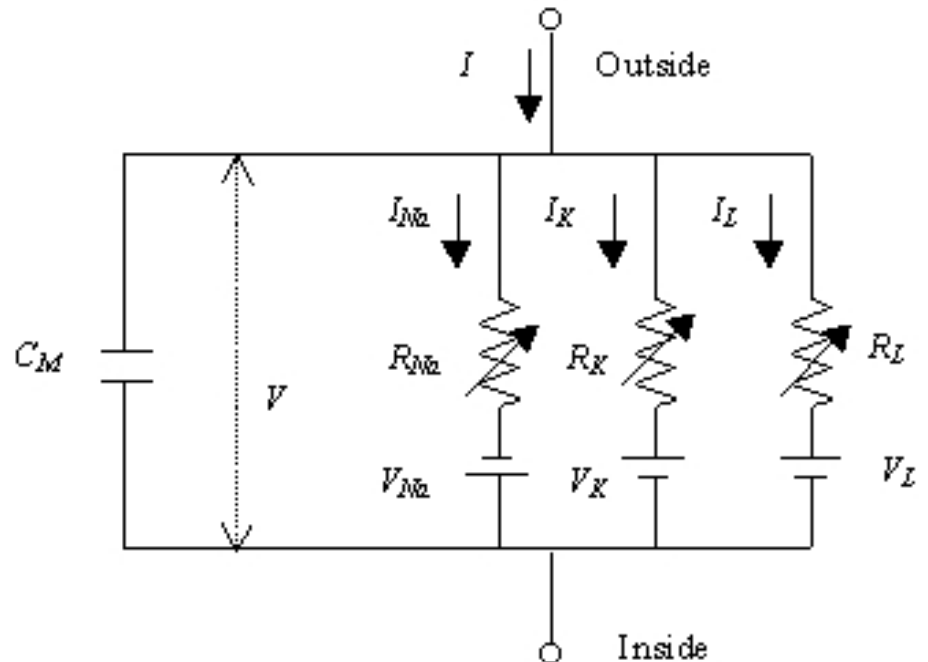 I
Outside
I_Na
I_K
I_L
C_M
V
R_Na
R_K
R_L
V_Na
V_K
V_L
Inside